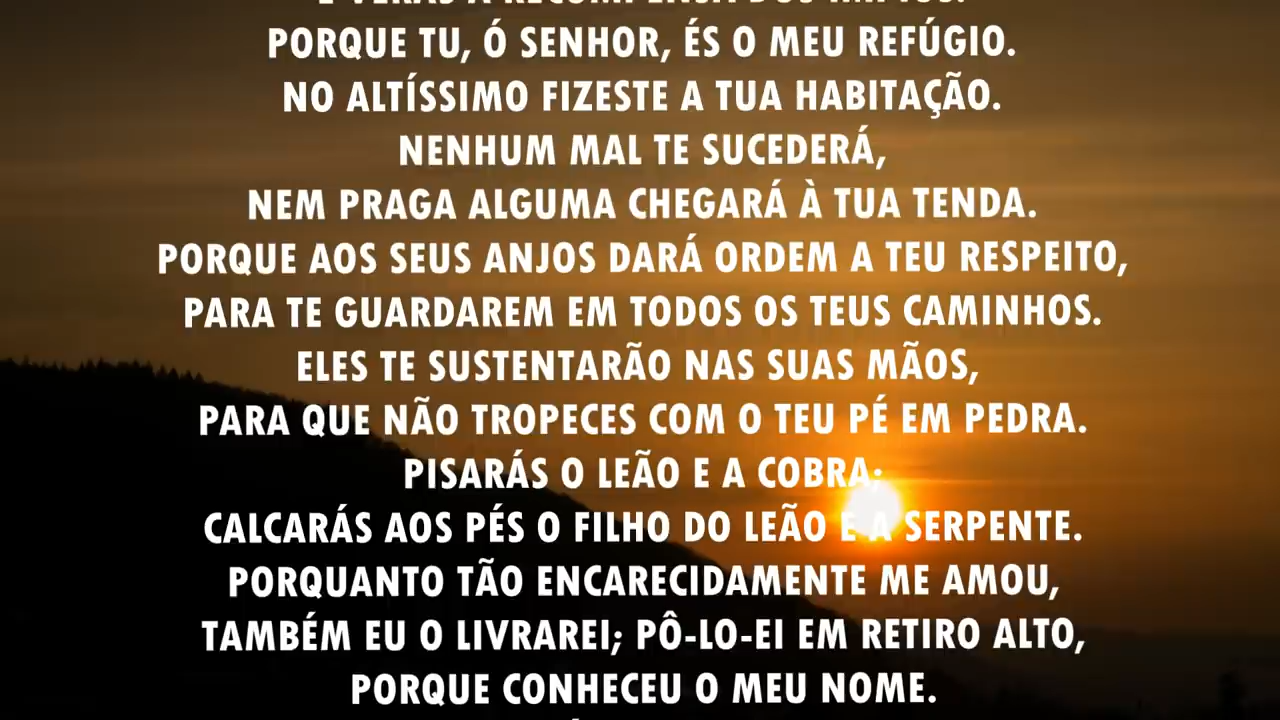 E VERÁS A RECOMPENSA DOS ÍMPIOS.
PORQUE TU, Ó SENHOR, ÉS O MEU REFÚGIO.
NO ALTÍSSIMO FIZESTE A TUA HABITAÇÃO.
NENHUM MAL TE SUCEDERÁ,
NEM PRAGA ALGUMA CHEGARÁ À TUA TENDA.
PORQUE AOS SEUS ANJOS DARÁ ORDEM A TEU RESPEITO,
PARA TE GUARDAREM EM TODOS OS TEUS CAMINHOS.
ELES TE SUSTENTARÃO NAS SUAS MÃOS,
PARA QUE NÃO TROPECES COM O TEU PÉ EM PEDRA.
PISARÁS O LEÃO E A COBRA;
CALCARÁS AOS PÉS O FILHO DO LEÃO E A SERPENTE.
PORQUANTO TÃO ENCARECIDAMENTE ME AMOU,
TAMBÉM EU O LIVRAREI; PÔ-LO-EI EM RETIRO ALTO,
PORQUE CONHECEU O MEU NOME.